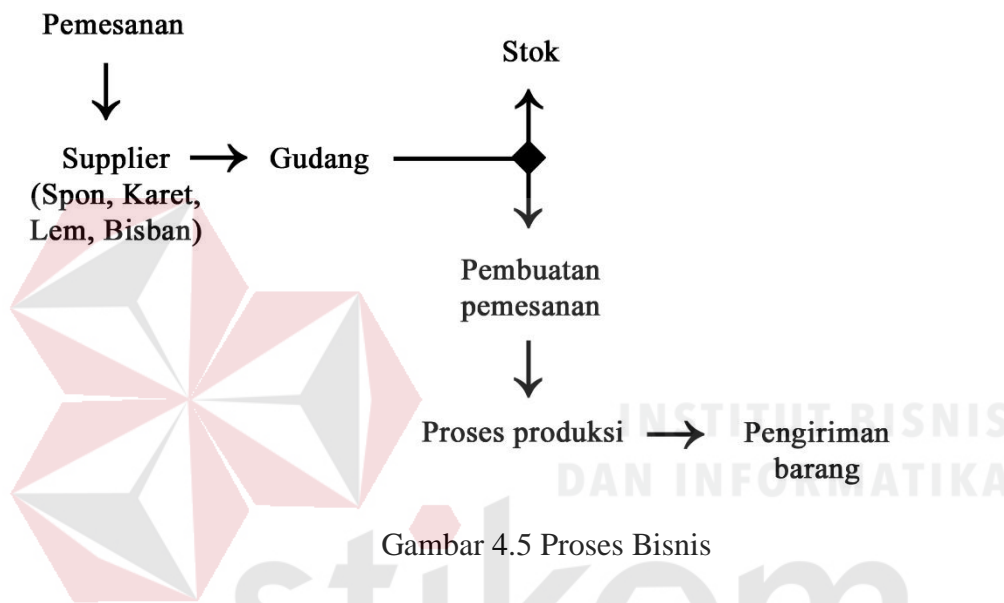 Pemesanan
Stok
Supplier
(Spon, Karet,
Lem, Bisban)
Gudang
Pembuatan
pemesanan
Proses produksi
Pengiriman
barang
INSTITUT BISNIS
DAN INFORMATIKA
Gambar 4.5 Proses Bisnis
stikom